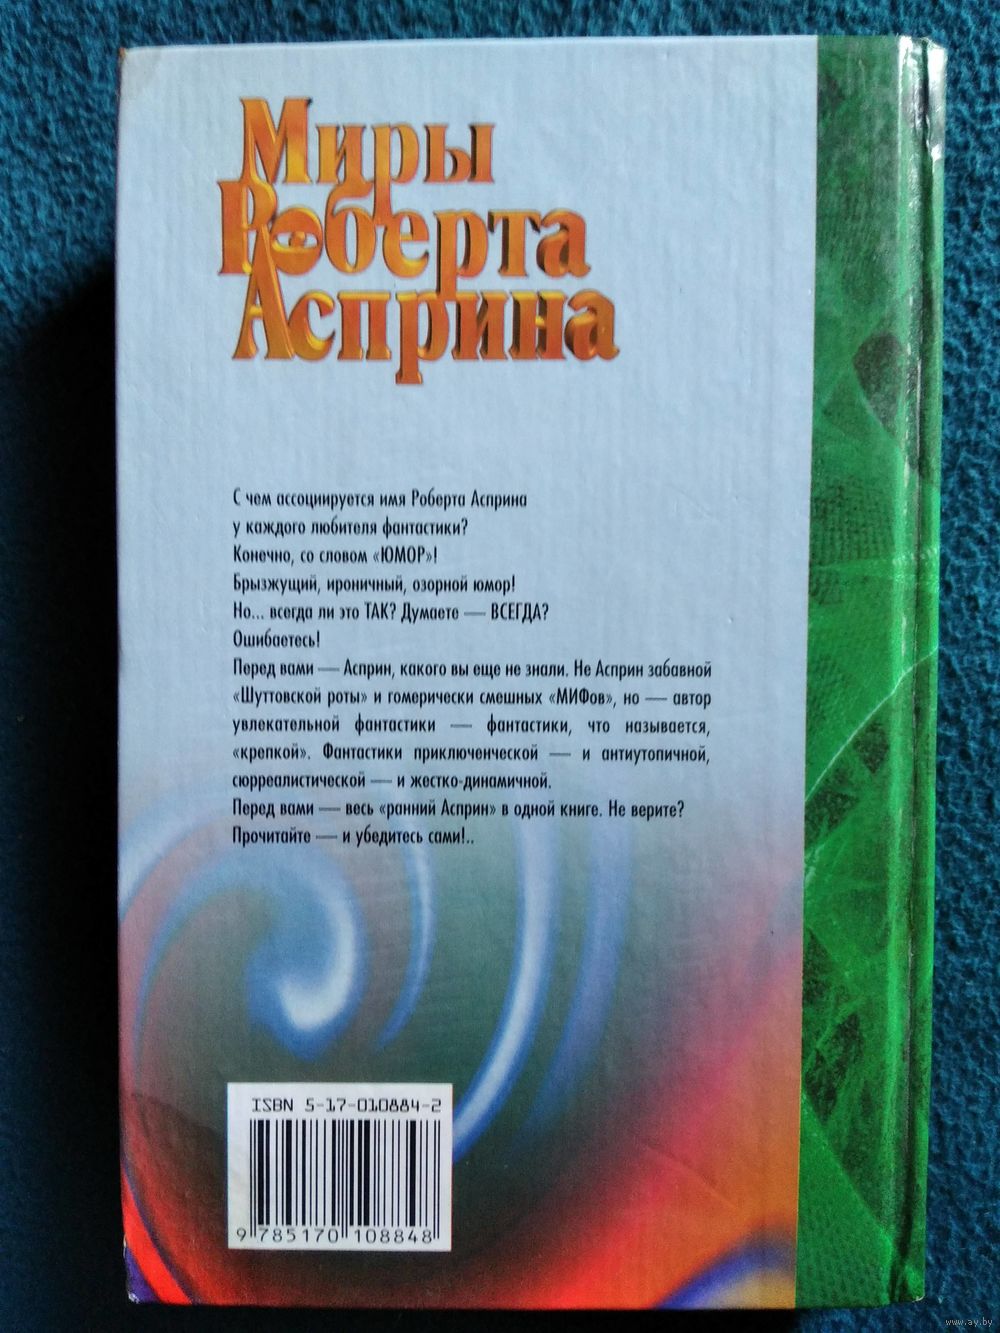 Миры
Роберта
Асприна
С чем ассоциируется имя Роберта Асприна
у каждого любителя фантастики?
Конечно, со словом «ЮМОР»!
Брызжущий, ироничный, озорной юмор!
Но... всегда ли это ТАК? Думаете — ВСЕГДА?
Ошибаетесь!
Перед вами — Асприн, какого вы еще не знали. Не Асприн забавной
«Шуттовской роты» и гомерически смешных «МИФов», но — автор
увлекательной фантастики — фантастики, что называется,
«крепкой». Фантастики приключенческой — и антиутопичной,
сюрреалистической — и жестко-динамичной.
Перед вами — весь «ранний Асприн» в одной книге. Не верите?
Прочитайте — и убедитесь сами!..
ISBN 5-17-010884-2
9 785170 108848
www.ay.by